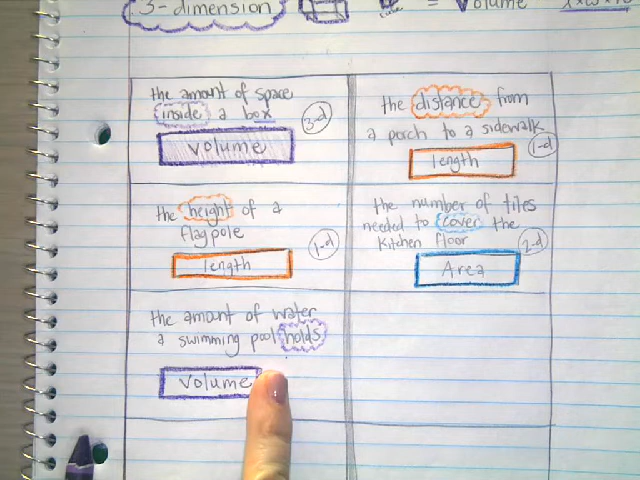 3-dimension
cube = Volume
the amount of space
inside a box
3-d
Volume
the distance from
a porch to a sidewalk
1-d
length
the height of a
flagpole
1-d
length
the number of tiles
needed to cover the
kitchen floor
2-d
Area
the amount of water
a swimming pool holds
Volume